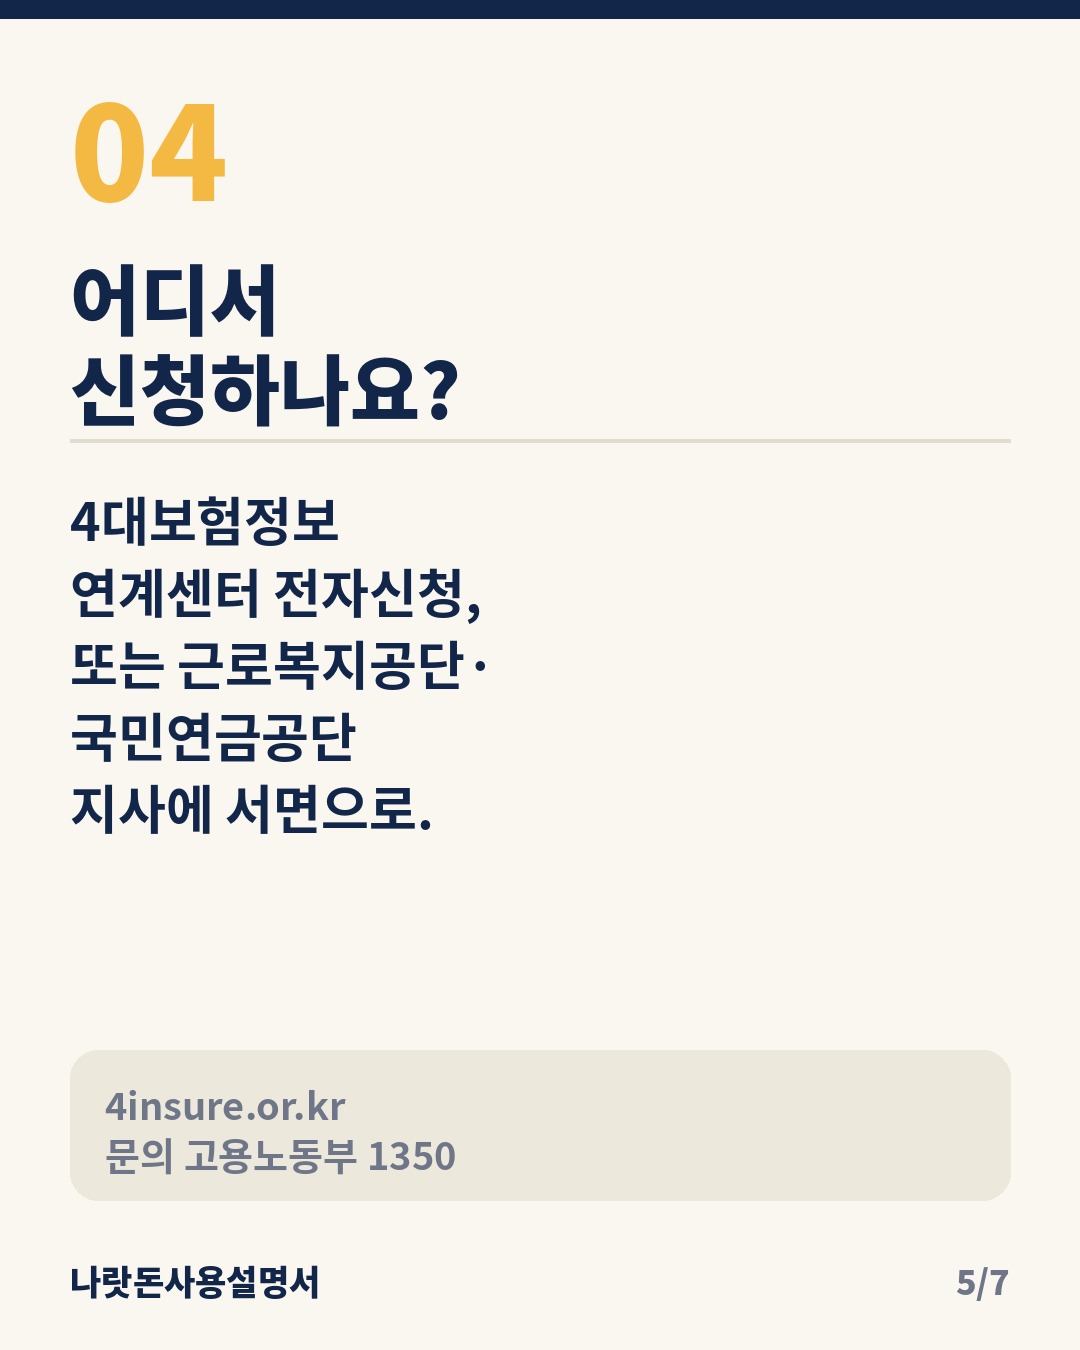 04
어디서
신청하나요?
4대보험정보
연계센터 전자신청,
또는 근로복지공단·
국민연금공단
지사에 서면으로.
4insure.or.kr
문의 고용노동부 1350
나랏돈사용설명서
5/7